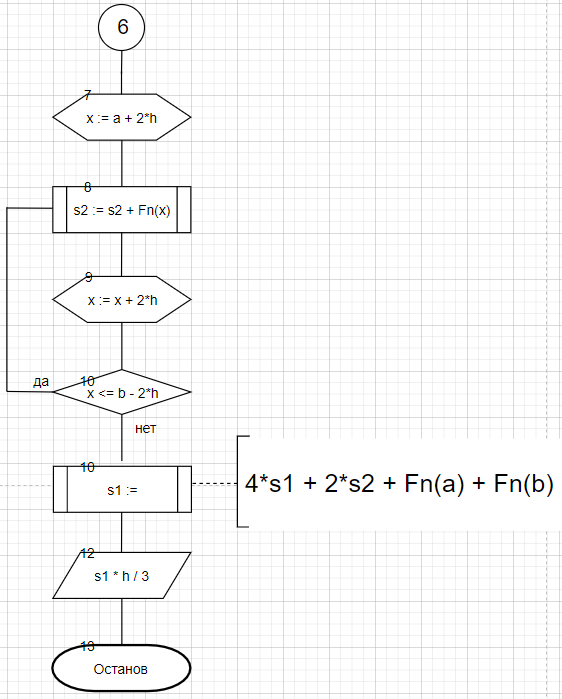 6
7
x := a + 2*h
8
s2 := s2 + Fn(x)
9
x := x + 2*h
да
10
x <= b - 2*h
нет
10
s1 :=
4*s1 + 2*s2 + Fn(a) + Fn(b)
12
s1 * h / 3
13
Останов